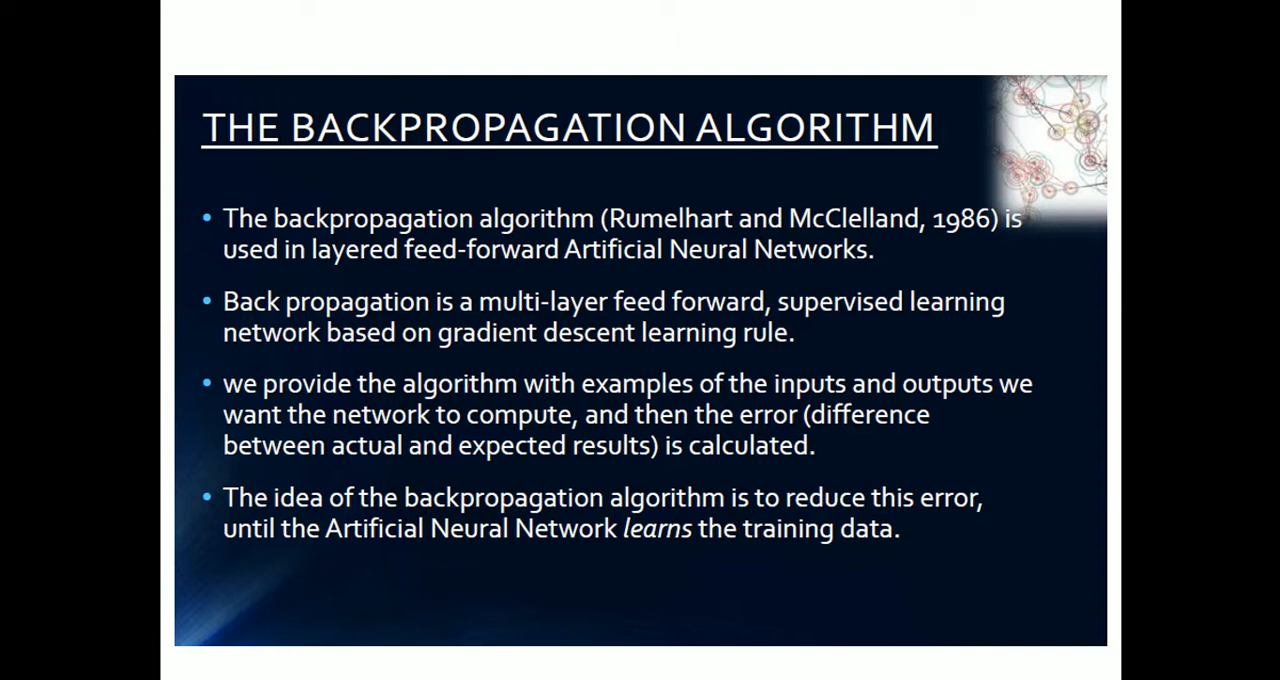 THE BACKPROPAGATION ALGORITHM
• The backpropagation algorithm (Rumelhart and McClelland, 1986) is
used in layered feed-forward Artificial Neural Networks.
• Back propagation is a multi-layer feed forward, supervised learning
network based on gradient descent learning rule.
• we provide the algorithm with examples of the inputs and outputs we
want the network to compute, and then the error (difference
between actual and expected results) is calculated.
• The idea of the backpropagation algorithm is to reduce this error,
until the Artificial Neural Network learns the training data.